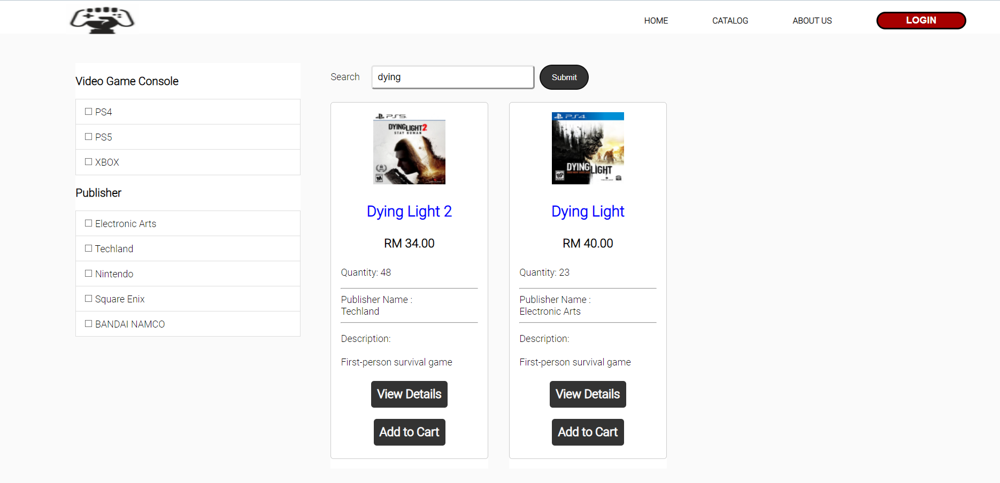 HOME
CATALOG
ABOUT US
LOGIN
Video Game Console
PS4
PS5
XBOX
Publisher
Electronic Arts
Techland
Nintendo
Square Enix
BANDAI NAMCO
Search
dying
Submit
PS5
DYING LIGHT 2
STAY HUMAN
M
Dying Light 2
RM 34.00
Quantity: 48
Publisher Name :
Techland
Description:
First-person survival game
View Details
Add to Cart
PS4
DYING LIGHT
RP
Dying Light
RM 40.00
Quantity: 23
Publisher Name :
Electronic Arts
Description:
First-person survival game
View Details
Add to Cart